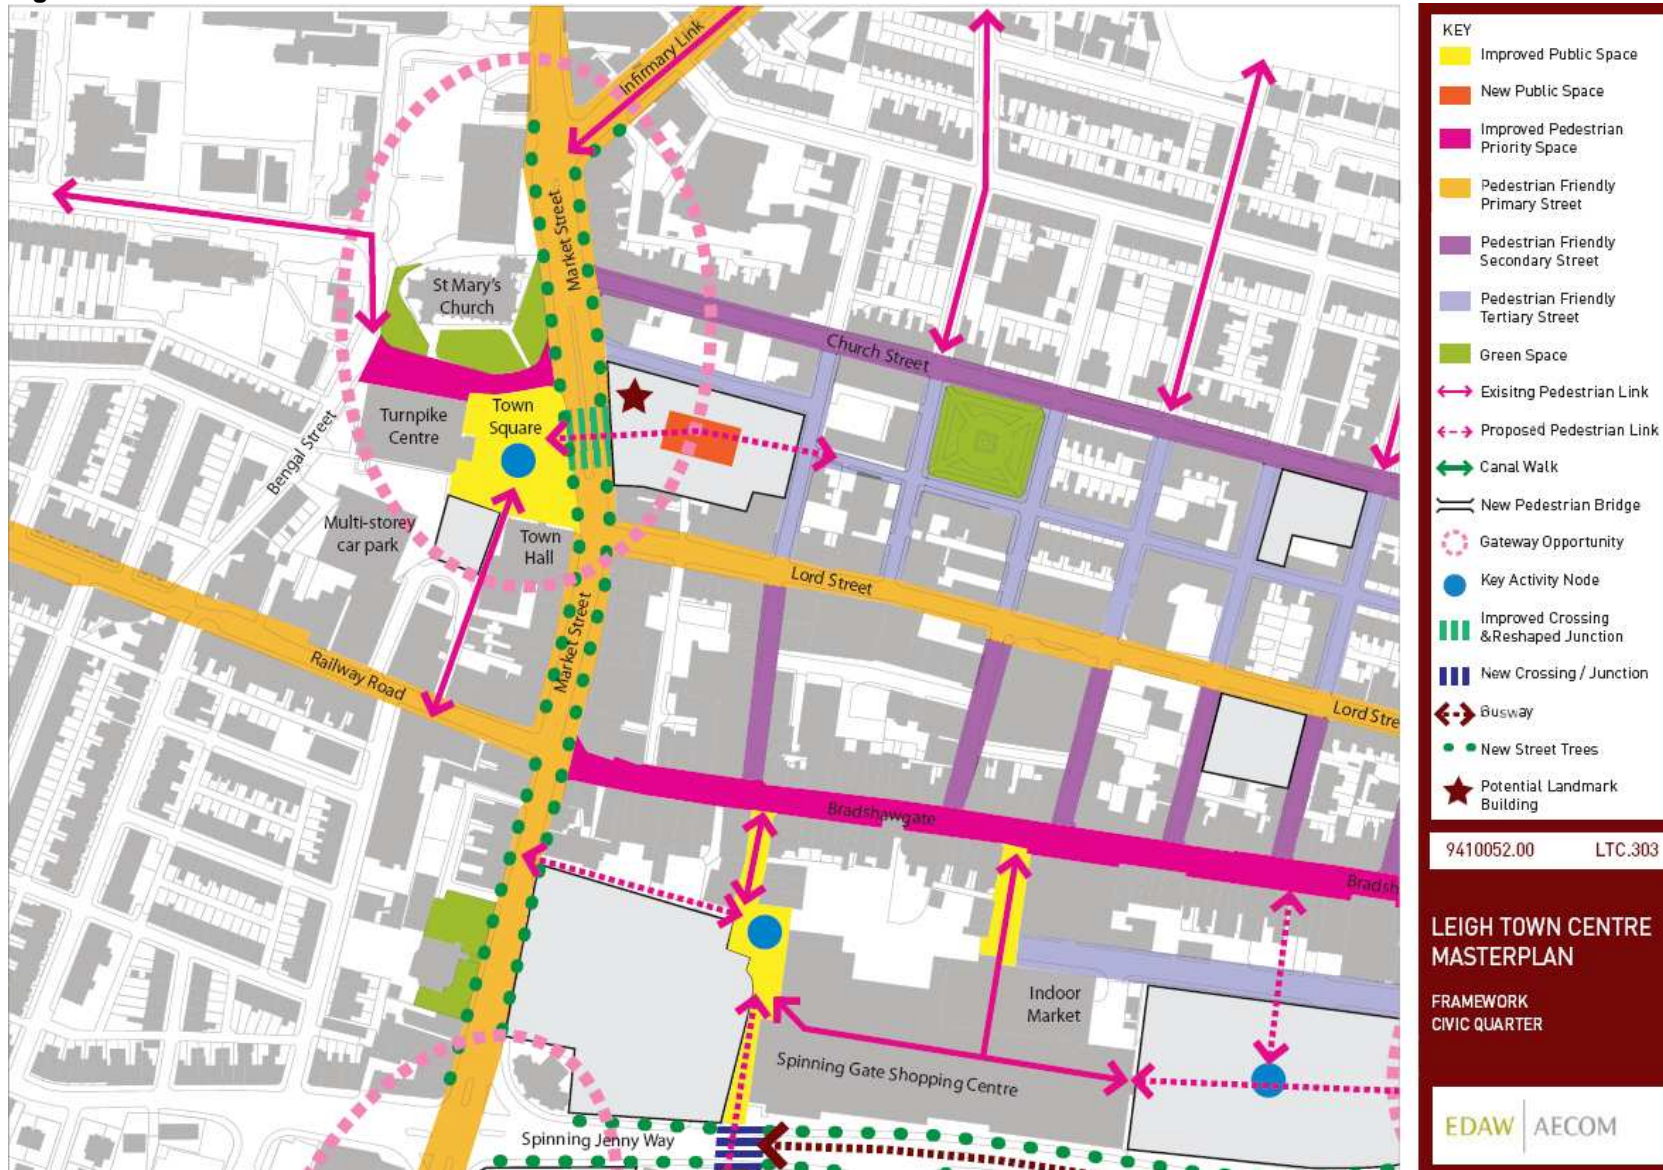 Infirmary Link
Market Street
St Mary's
Church
Church Street
Town
Square
Turnpike
Centre
Bengal Street
Multi-storey
car park
Town
Hall
Lord Street
Market Street
Railway Road
Lord Stre
Bradshawgate
Bradsh
Indoor
Market
Spinning Gate Shopping Centre
Spinning Jenny Way
KEY
Improved Public Space
New Public Space
Improved Pedestrian
Priority Space
Pedestrian Friendly
Primary Street
Pedestrian Friendly
Secondary Street
Pedestrian Friendly
Tertiary Street
Green Space
Exisitng Pedestrian Link
Proposed Pedestrian Link
Canal Walk
New Pedestrian Bridge
Gateway Opportunity
Key Activity Node
Improved Crossing
&Reshaped Junction
New Crossing / Junction
Busway
New Street Trees
Potential Landmark
Building
9410052.00 LTC.303
LEIGH TOWN CENTRE
MASTERPLAN
FRAMEWORK
CIVIC QUARTER
EDAW AECOM